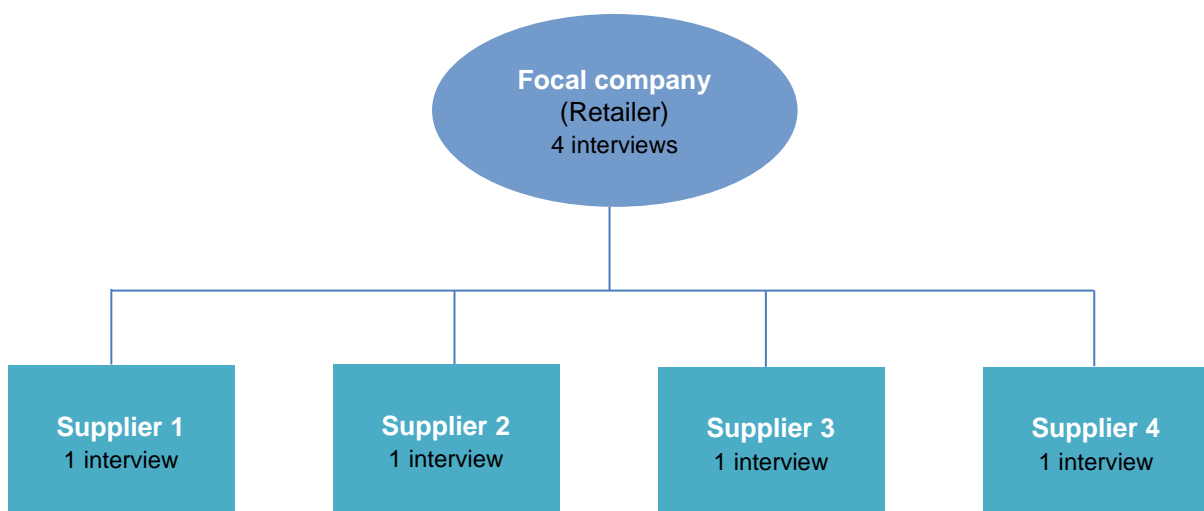 Focal company
(Retailer)
4 interviews
Supplier 1
1 interview
Supplier 2
1 interview
Supplier 3
1 interview
Supplier 4
1 interview